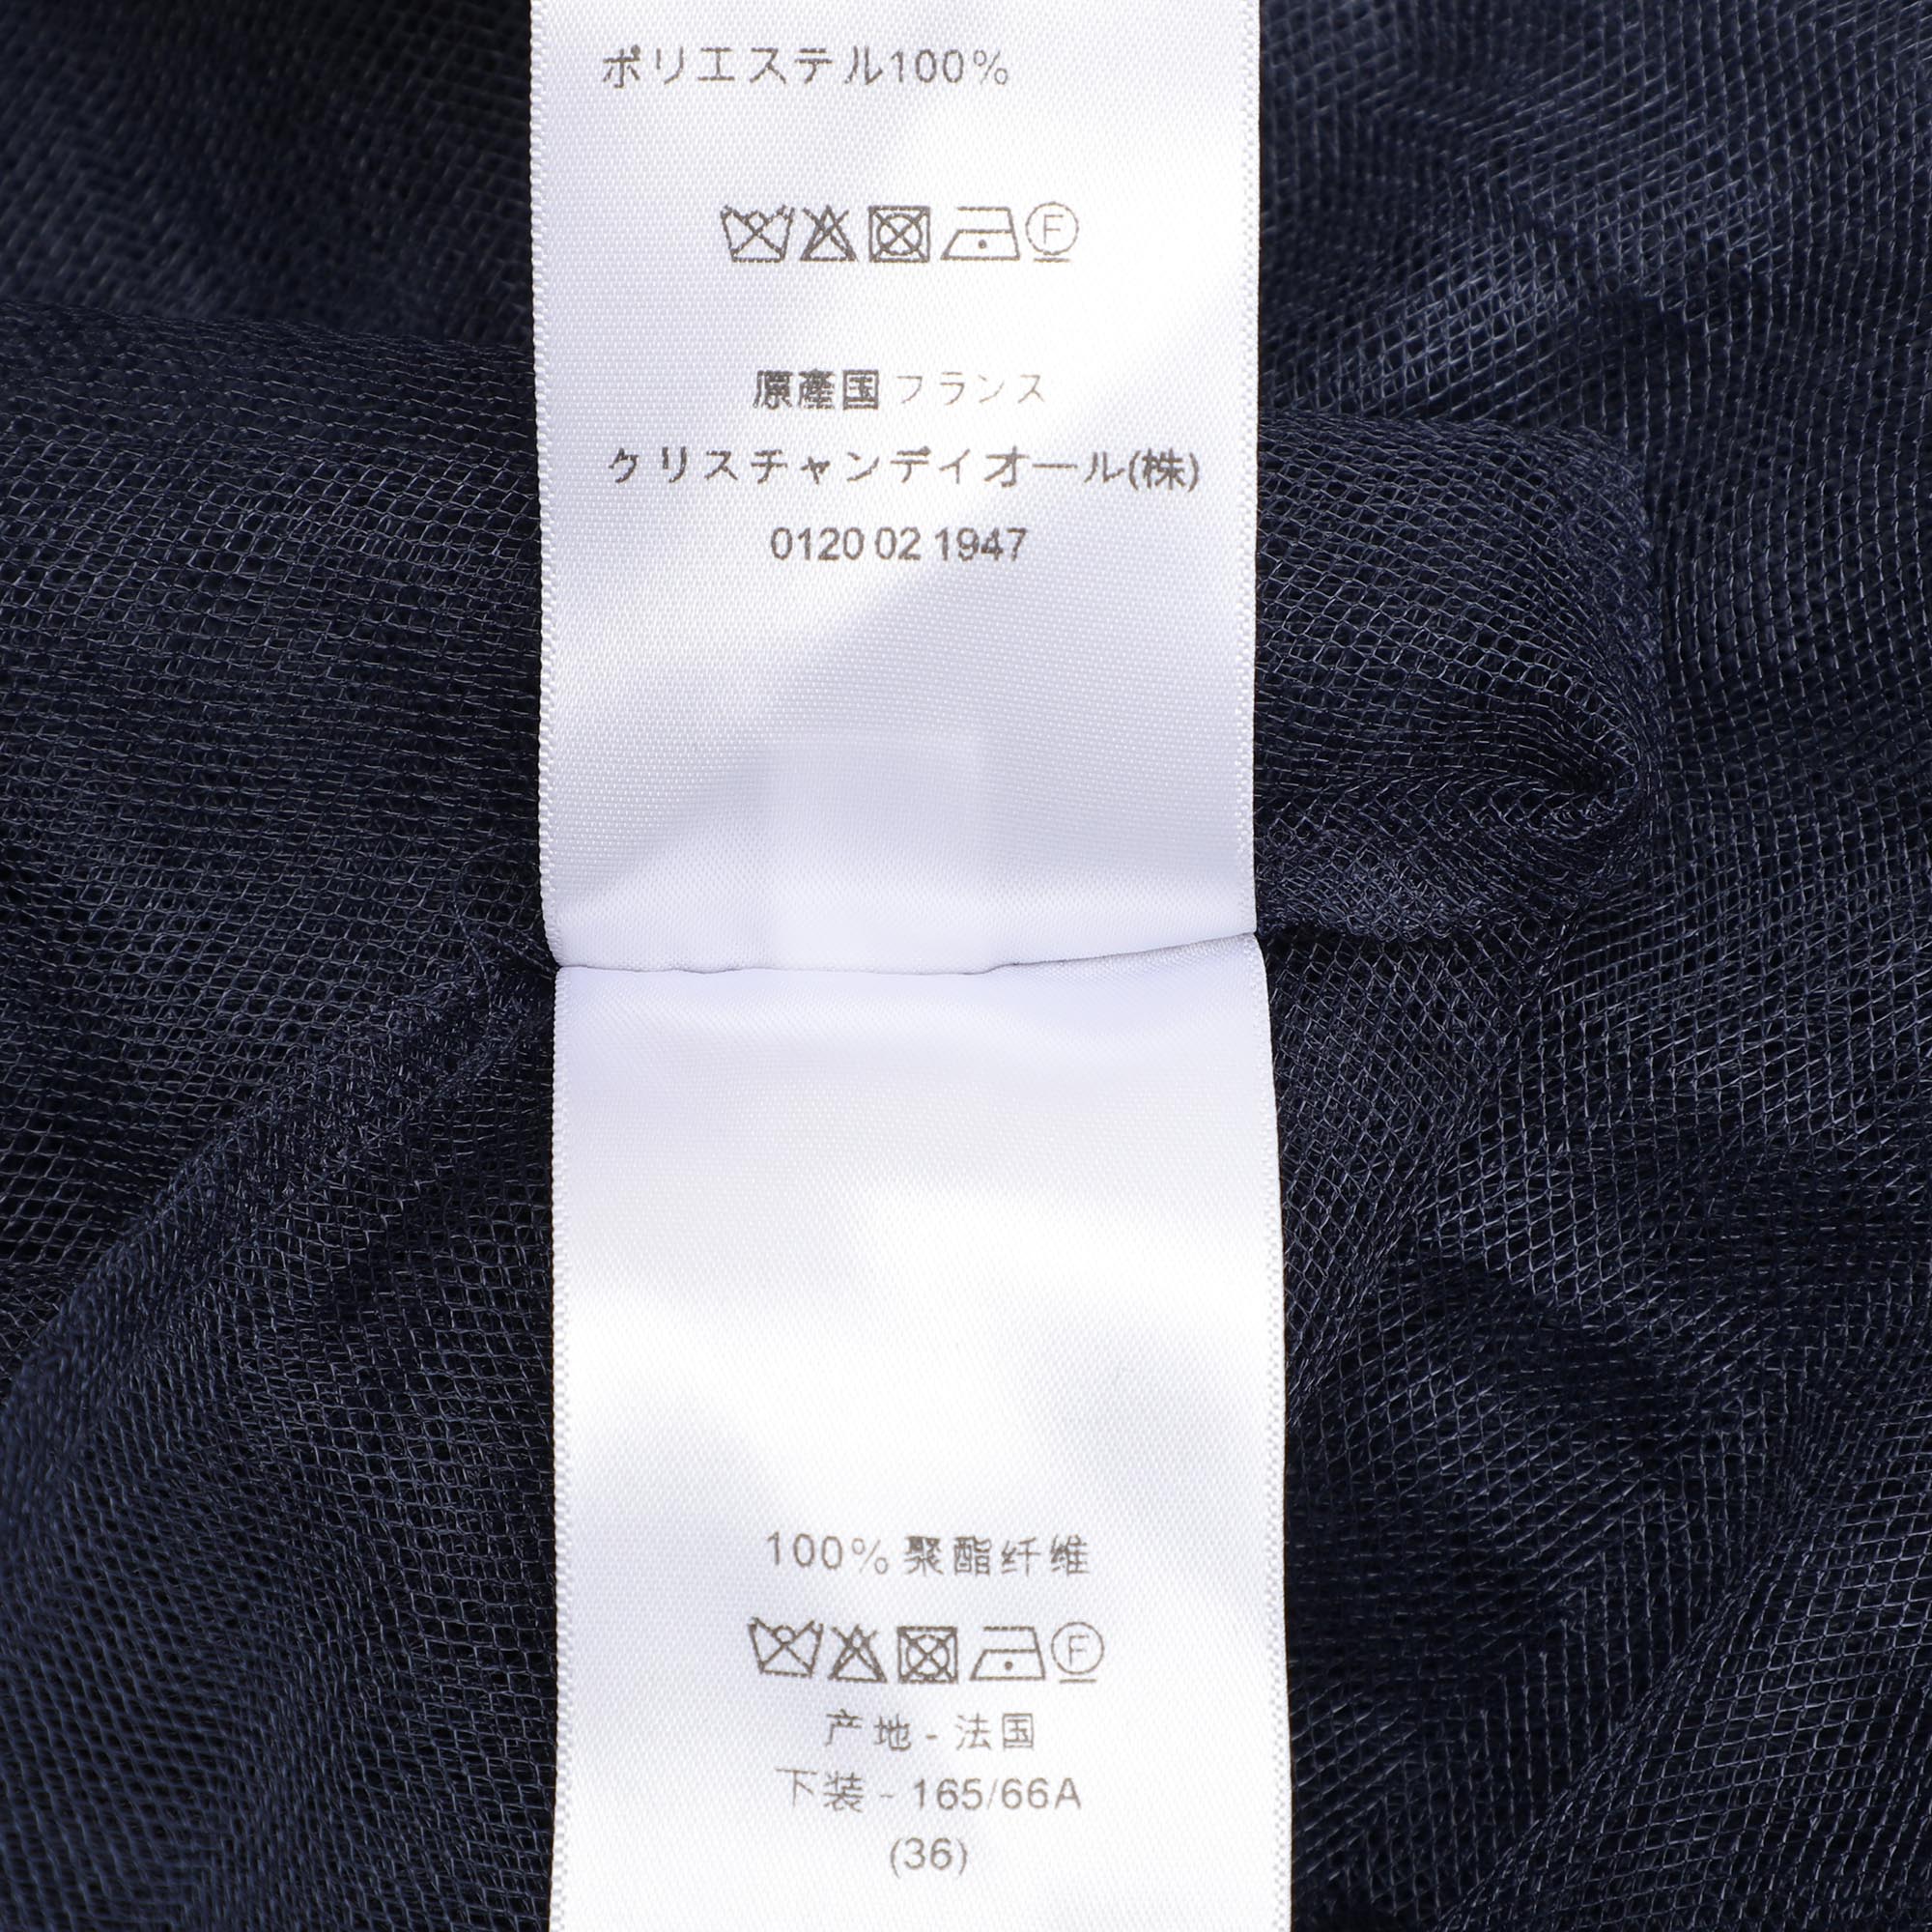 ポリエステル100%
F
原産国 フランス
クリスチャンディオール(株)
0120 02 1947
100% 聚酯纤维
F
产地 - 法国
下装 - 165/66A
(36)